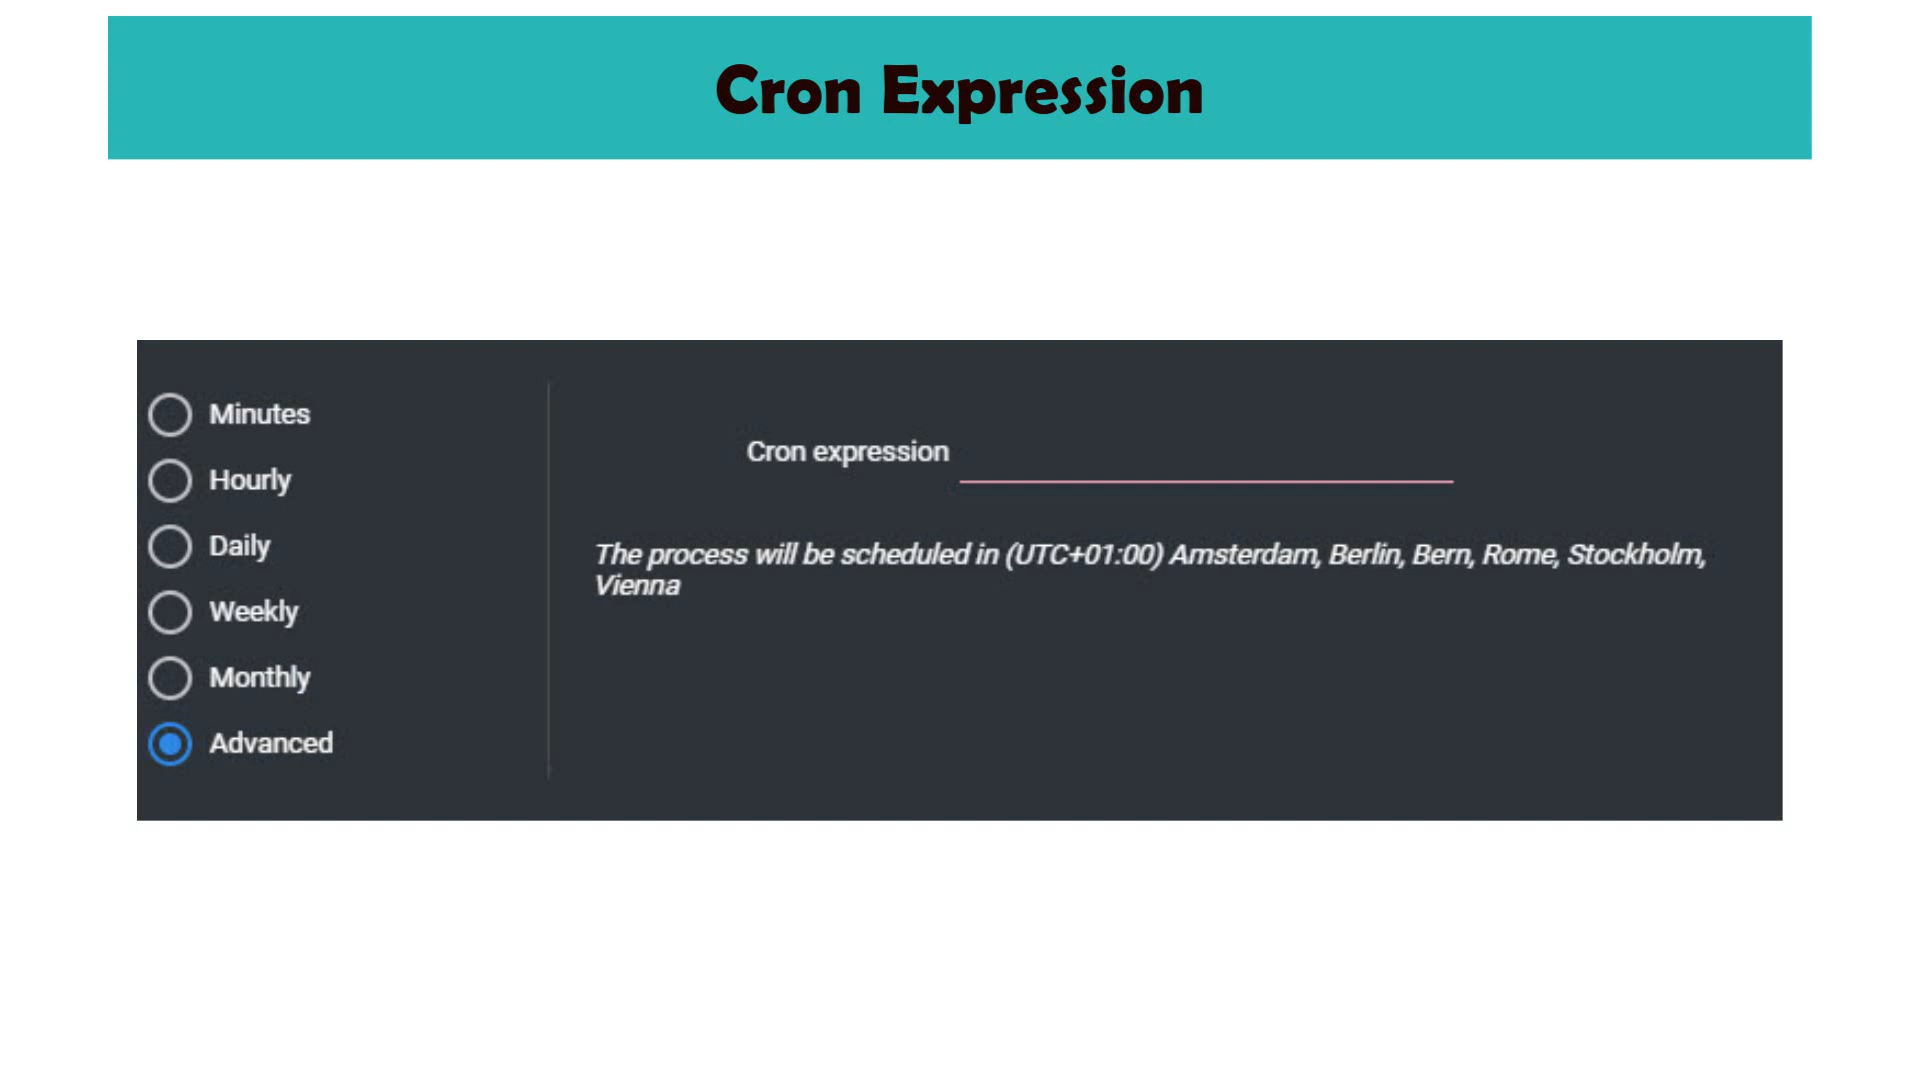 Cron Expression
Minutes
Hourly
Daily
Weekly
Monthly
Advanced
Cron expression
The process will be scheduled in (UTC+01:00) Amsterdam, Berlin, Bern, Rome, Stockholm,
Vienna